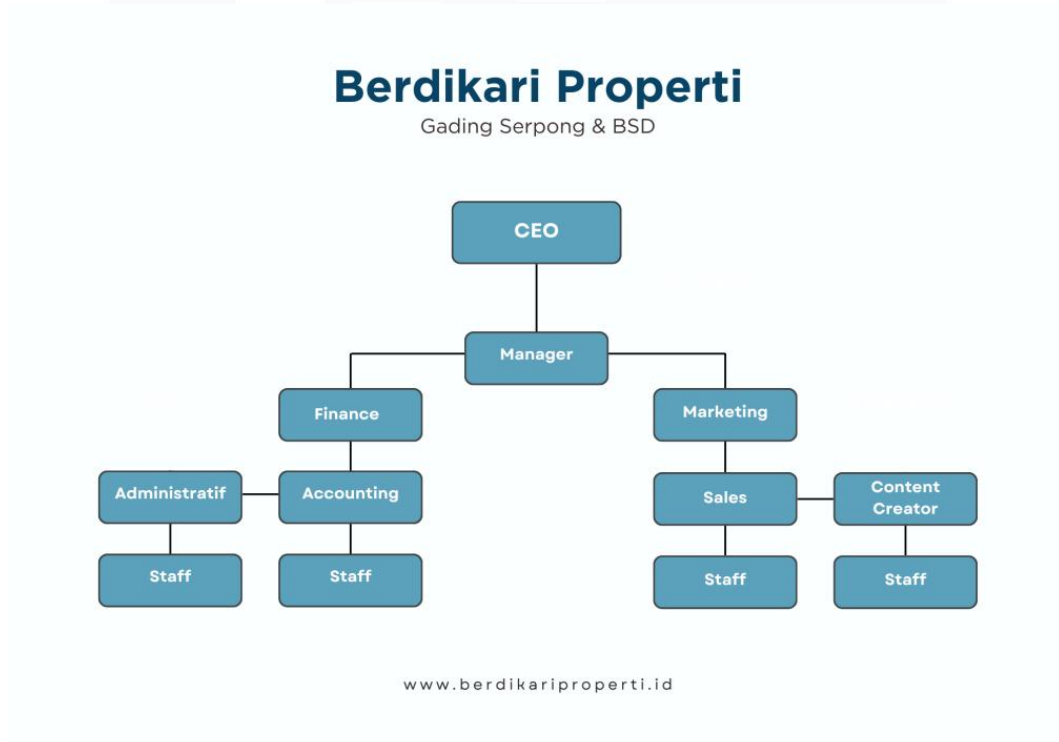 Berdikari Properti
Gading Serpong & BSD
CEO
Manager
Finance
Marketing
Administratif
Accounting
Sales
Content
Creator
Staff
Staff
Staff
Staff
www.berdikariproperti.id